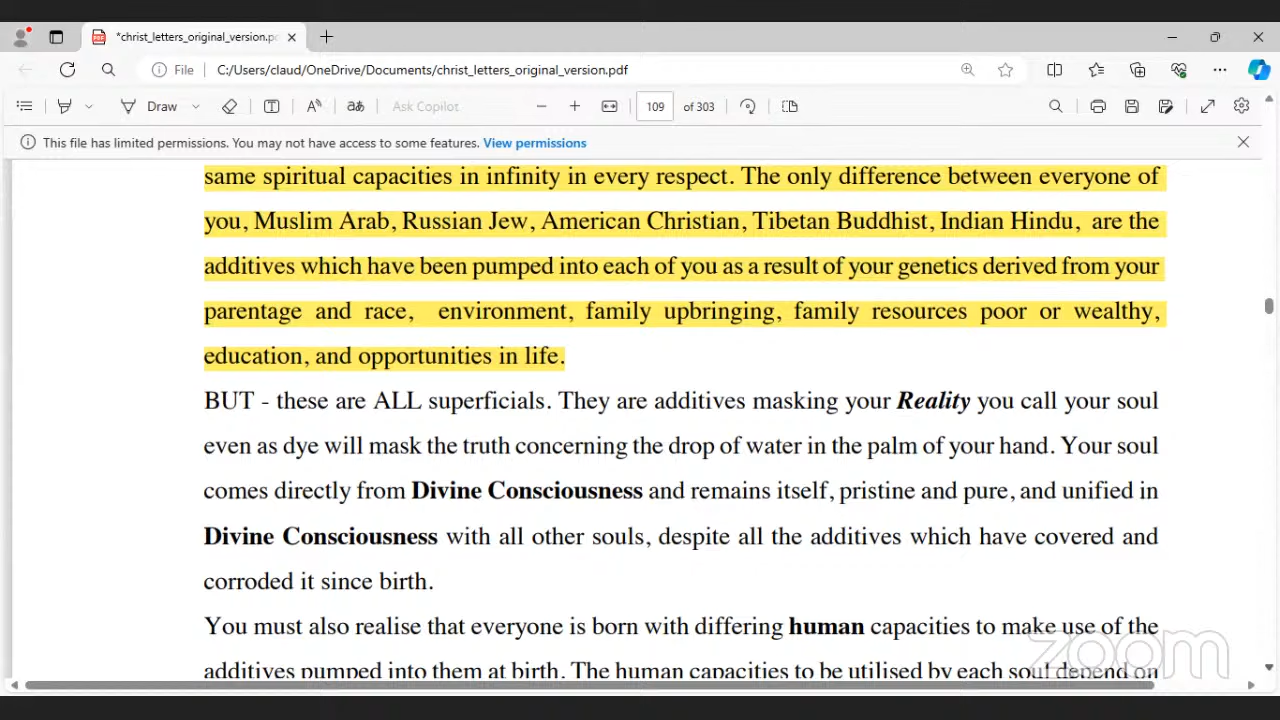 *christ_letters_original_version.pd
File C:/Users/claud/OneDrive/Documents/christ_letters_original_version.pdf
Draw Ask Copilot 109 of 303
This file has limited permissions. You may not have access to some features. View permissions
same spiritual capacities in infinity in every respect. The only difference between everyone of
you, Muslim Arab, Russian Jew, American Christian, Tibetan Buddhist, Indian Hindu, are the
additives which have been pumped into each of you as a result of your genetics derived from your
parentage and race, environment, family upbringing, family resources poor or wealthy,
education, and opportunities in life.
BUT - these are ALL superficials. They are additives masking your Reality you call your soul
even as dye will mask the truth concerning the drop of water in the palm of your hand. Your soul
comes directly from Divine Consciousness and remains itself, pristine and pure, and unified in
Divine Consciousness with all other souls, despite all the additives which have covered and
corroded it since birth.
You must also realise that everyone is born with differing human capacities to make use of the
additives pumped into them at birth. The human capacities to be utilised by each soul depend on
zoom